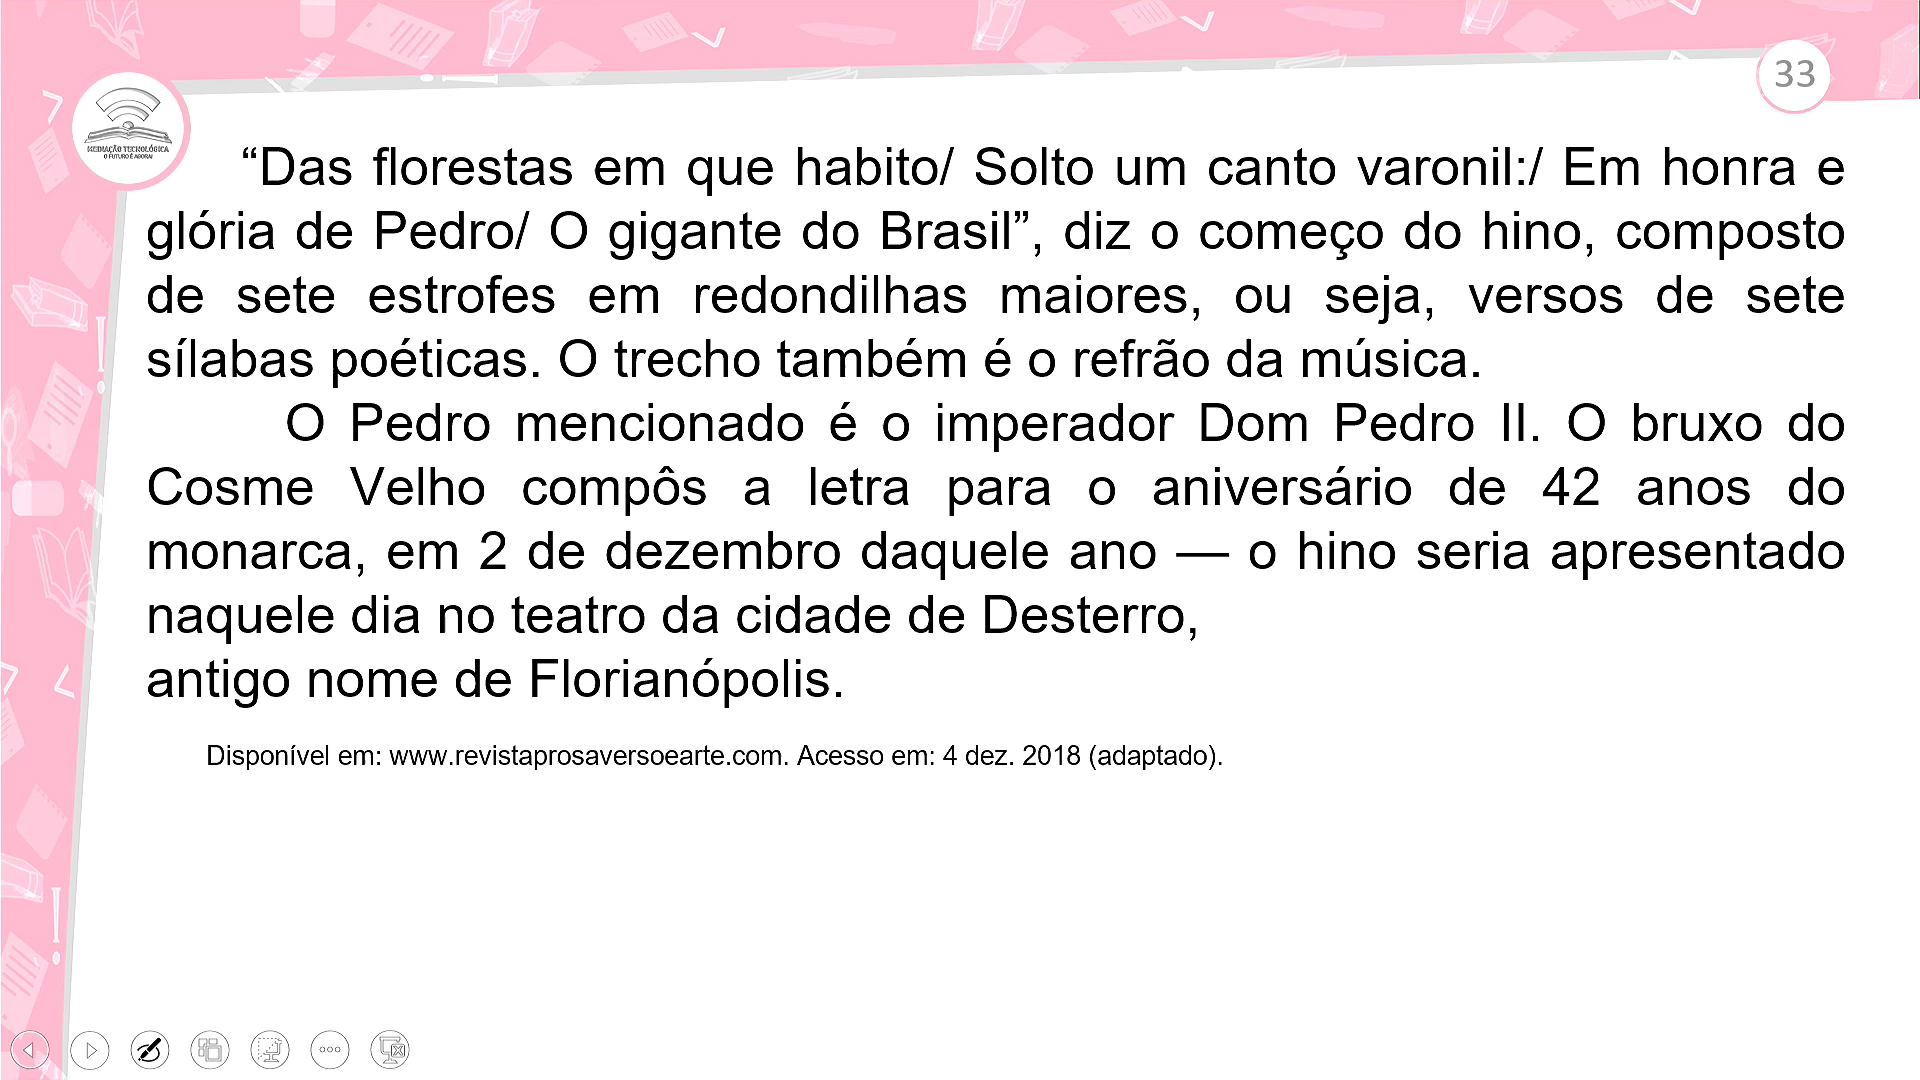 33
MEDIAÇÃO TECNOLÓGICA
O FUTURO É AGORA!
“Das florestas em que habito/ Solto um canto varonil:/ Em honra e
glória de Pedro/ O gigante do Brasil”, diz o começo do hino, composto
de sete estrofes em redondilhas maiores, ou seja, versos de sete
sílabas poéticas. O trecho também é o refrão da música.
O Pedro mencionado é o imperador Dom Pedro II. O bruxo do
Cosme Velho compôs a letra para o aniversário de 42 anos do
monarca, em 2 de dezembro daquele ano — o hino seria apresentado
naquele dia no teatro da cidade de Desterro,
antigo nome de Florianópolis.
Disponível em: www.revistaprosaversoearte.com. Acesso em: 4 dez. 2018 (adaptado).